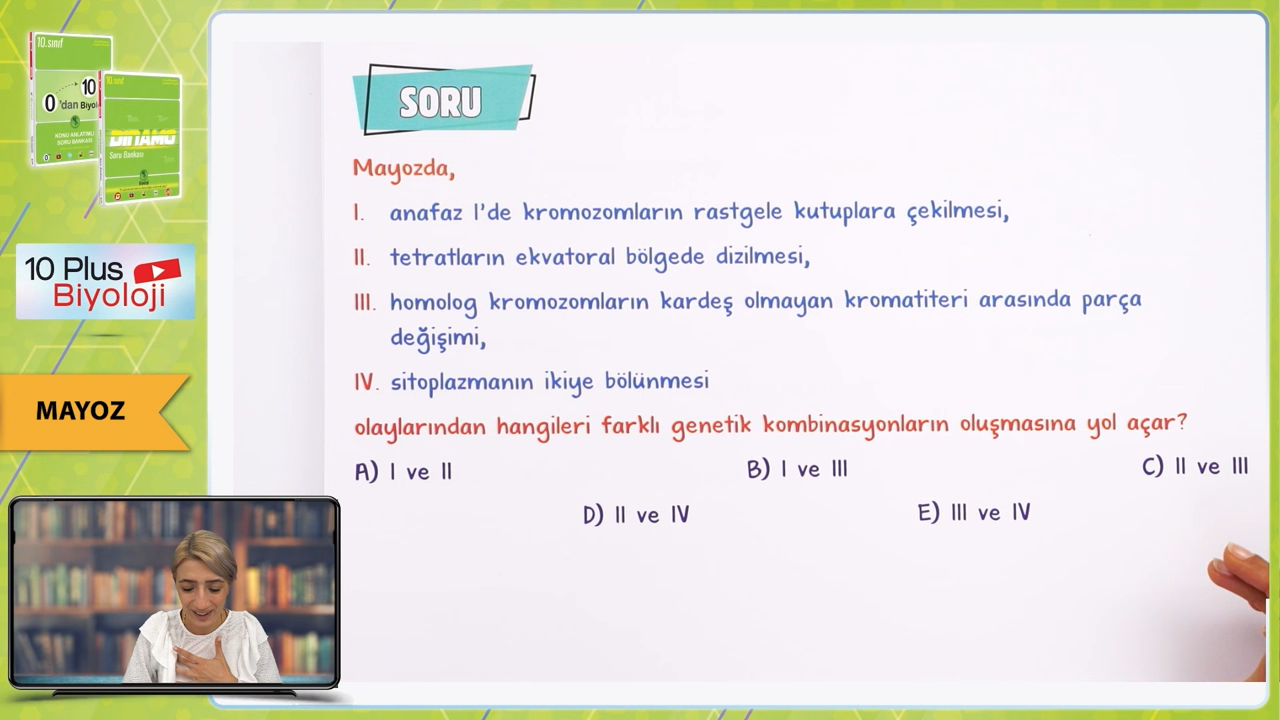 10.sınıf
0'dan
10
Biyol
KONU ANLATIMLI
SORU BANKASI
10.sınıf
DİNAMO
Soru Bankası
10 Plus
Biyoloji
MAYOZ
SORU
Mayozda,
I. anafaz I'de kromozomların rastgele kutuplara çekilmesi,
II. tetratların ekvatoral bölgede dizilmesi,
III. homolog kromozomların kardeş olmayan kromatiteri arasında parça
değişimi,
IV. sitoplazmanın ikiye bölünmesi
olaylarından hangileri farklı genetik kombinasyonların oluşmasına yol açar?
A) I ve II
B) I ve III
C) II ve III
D) II ve IV
E) III ve IV